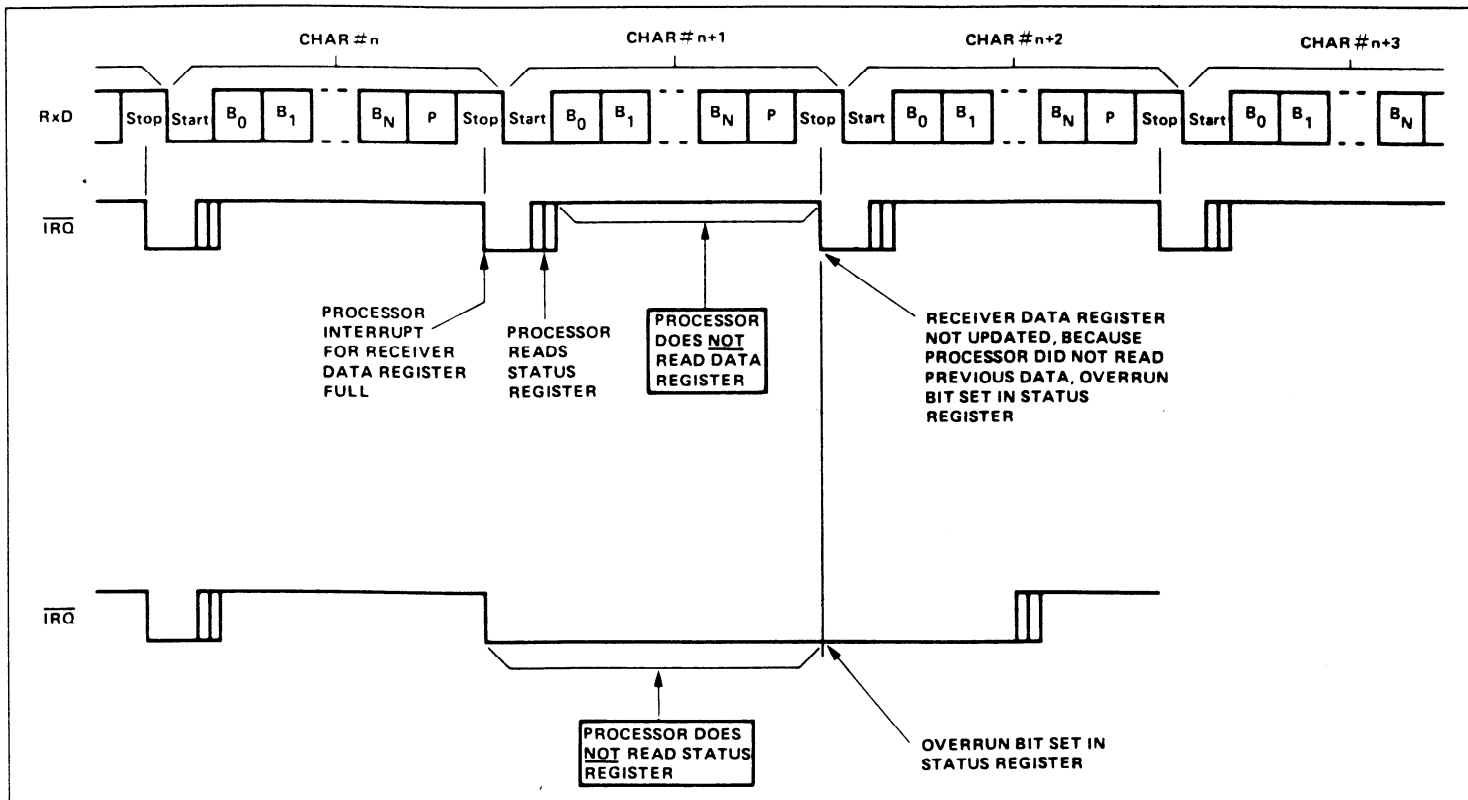 CHAR#n CHAR#n+1 CHAR#n+2 CHAR#n+3
RxD Stop Start B0 B1 BN P Stop Start B0 B1 BN P Stop Start B0 B1 BN P Stop Start B0 B1 BN
IRQ
PROCESSOR
INTERRUPT
FOR RECEIVER
DATA REGISTER
FULL
PROCESSOR
READS
STATUS
REGISTER
PROCESSOR
DOES NOT
READ DATA
REGISTER
RECEIVER DATA REGISTER
NOT UPDATED, BECAUSE
PROCESSOR DID NOT READ
PREVIOUS DATA, OVERRUN
BIT SET IN STATUS
REGISTER
IRQ
PROCESSOR DOES
NOT READ STATUS
REGISTER
OVERRUN BIT SET IN
STATUS REGISTER